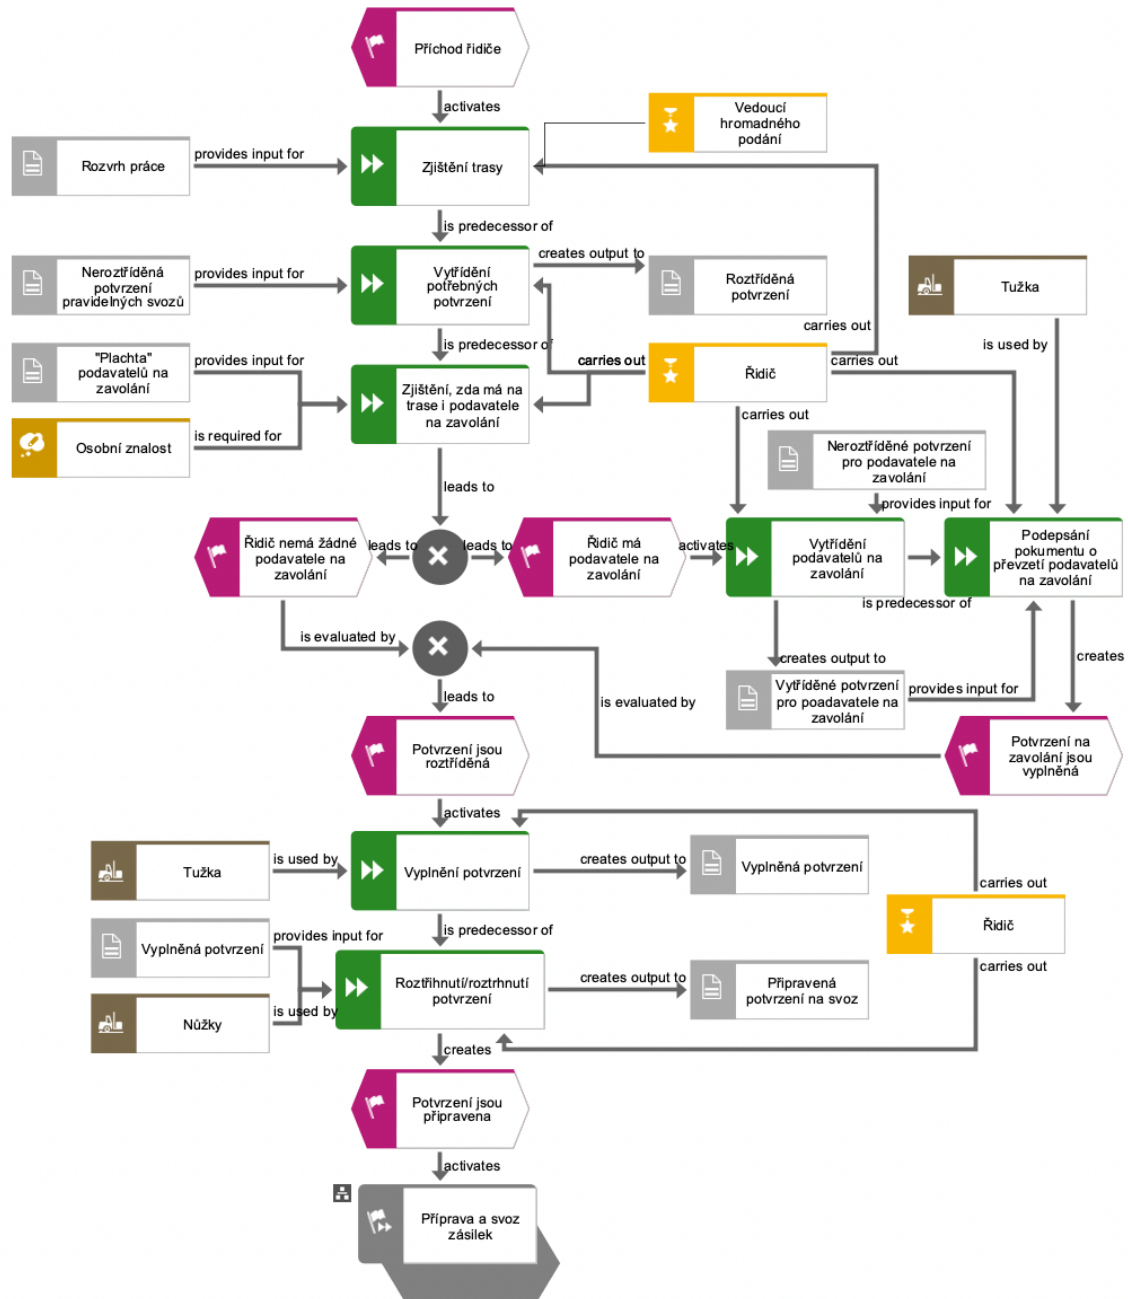 Příchod řidiče
activates
Vedoucí
hromadného
podání
Rozvrh práce
provides input for
Zjištění trasy
is predecessor of
Neroztříděná
potvrzení
pravidelných svozů
provides input for
Vytřídění
potřebných
potvrzení
creates output to
Roztříděná
potvrzení
Tužka
carries out
is used by
is predecessor of
"Plachta"
podavatelů na
zavolání
provides input for
Zjištění, zda má na
trase i podavatele
na zavolání
carries out
Řidič
carries out
carries out
Osobní znalost
is required for
Neroztříděné potvrzení
pro podavatele na
zavolání
leads to
provides input for
Řidič nemá žádné
podavatele na
zavolání
leads to
leads to
Řidič má
podavatele na
zavolání
activates
Vytřídění
podavatelů na
zavolání
is predecessor of
Podepsání
pokumentu o
převzetí podavatelů
na zavolání
is evaluated by
creates output to
creates
Vytříděné potvrzení
pro poadavatele na
zavolání
provides input for
leads to
is evaluated by
Potvrzení jsou
roztříděná
Potvrzení na
zavolání jsou
vyplněná
activates
Tužka
is used by
Vyplnění potvrzení
creates output to
Vyplněná potvrzení
carries out
is predecessor of
Řidič
Vyplněná potvrzení
provides input for
Roztřihnutí/roztrhnutí
potvrzení
creates output to
Připravená
potvrzení na svoz
carries out
Nůžky
is used by
creates
Potvrzení jsou
připravena
activates
Příprava a svoz
zásilek